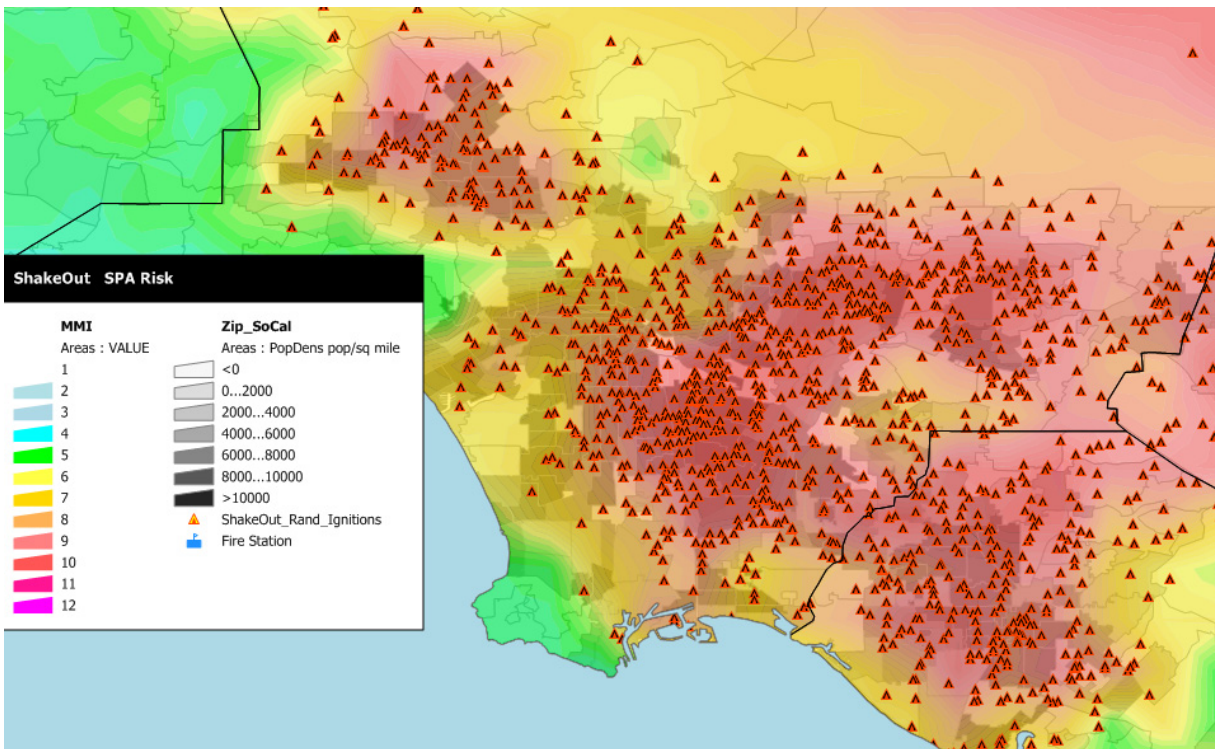 ShakeOut SPA Risk
MMI
Areas : VALUE
1
2
3
4
5
6
7
8
9
10
11
12
Zip_SoCal
Areas : PopDens pop/sq mile
<0
0...2000
2000...4000
4000...6000
6000...8000
8000...10000
>10000
ShakeOut_Rand_Ignitions
Fire Station